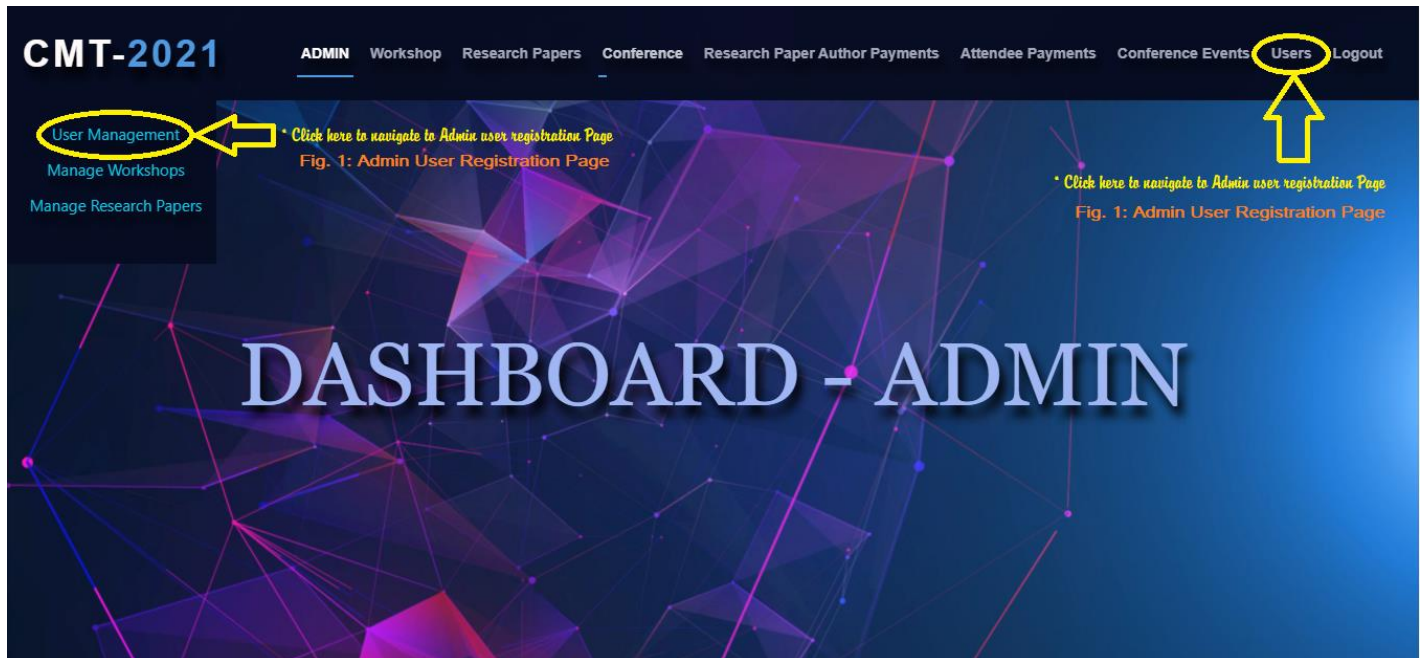 CMT-2021
ADMIN Workshop Research Papers Conference Research Paper Author Payments Attendee Payments Conference Events Users Logout
User Management
Manage Workshops
Manage Research Papers
* Click here to navigate to Admin user registration Page
Fig. 1: Admin User Registration Page
* Click here to navigate to Admin user registration Page
Fig. 1: Admin User Registration Page
DASHBOARD - ADMIN